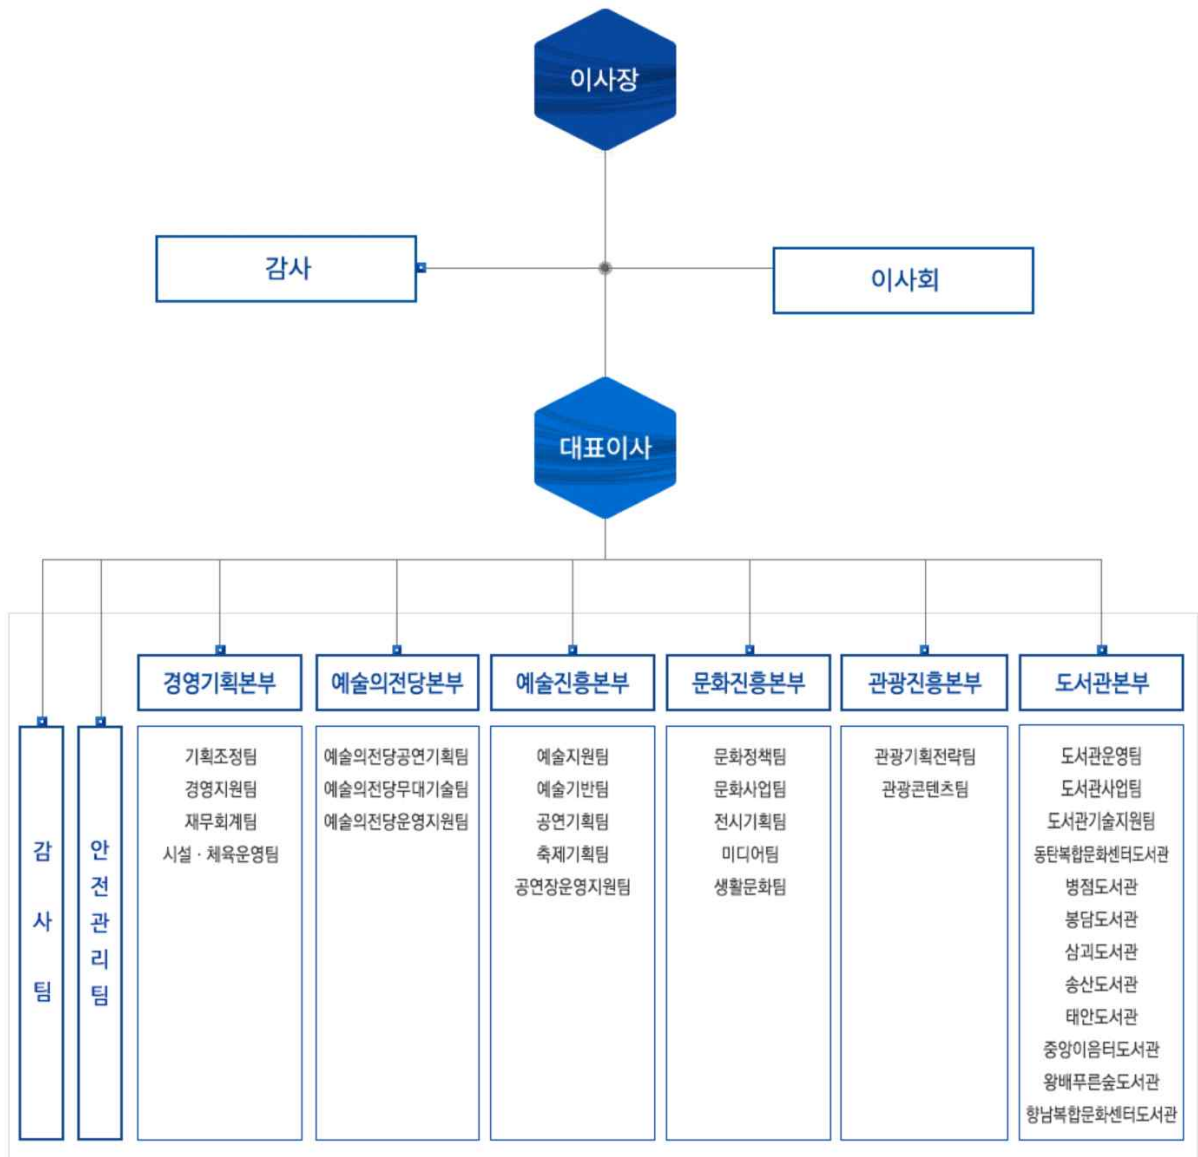 이사장
감사
이사회
대표이사
감사팀
안전관리팀
경영기획본부
기획조정팀
경영지원팀
재무회계팀
시설 · 체육운영팀
예술의전당본부
예술의전당공연기획팀
예술의전당무대기술팀
예술의전당운영지원팀
예술진흥본부
예술지원팀
예술기반팀
공연기획팀
축제기획팀
공연장운영지원팀
문화진흥본부
문화정책팀
문화사업팀
전시기획팀
미디어팀
생활문화팀
관광진흥본부
관광기획전략팀
관광콘텐츠팀
도서관본부
도서관운영팀
도서관사업팀
도서관기술지원팀
동탄복합문화센터도서관
병점도서관
봉담도서관
삼괴도서관
송산도서관
태안도서관
중앙이음터도서관
왕배푸른숲도서관
향남복합문화센터도서관